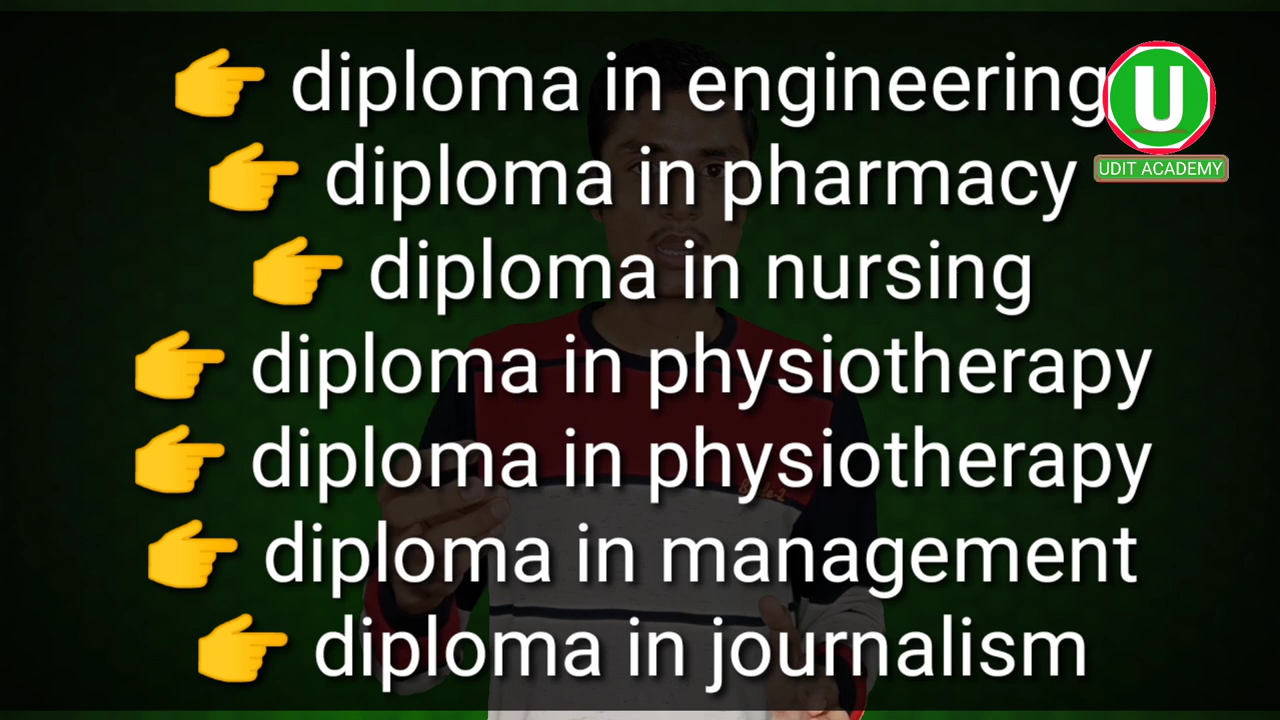 👉 diploma in engineering
👉 diploma in pharmacy
👉 diploma in nursing
👉 diploma in physiotherapy
👉 diploma in physiotherapy
👉 diploma in management
👉 diploma in journalism
U
UDIT ACADEMY